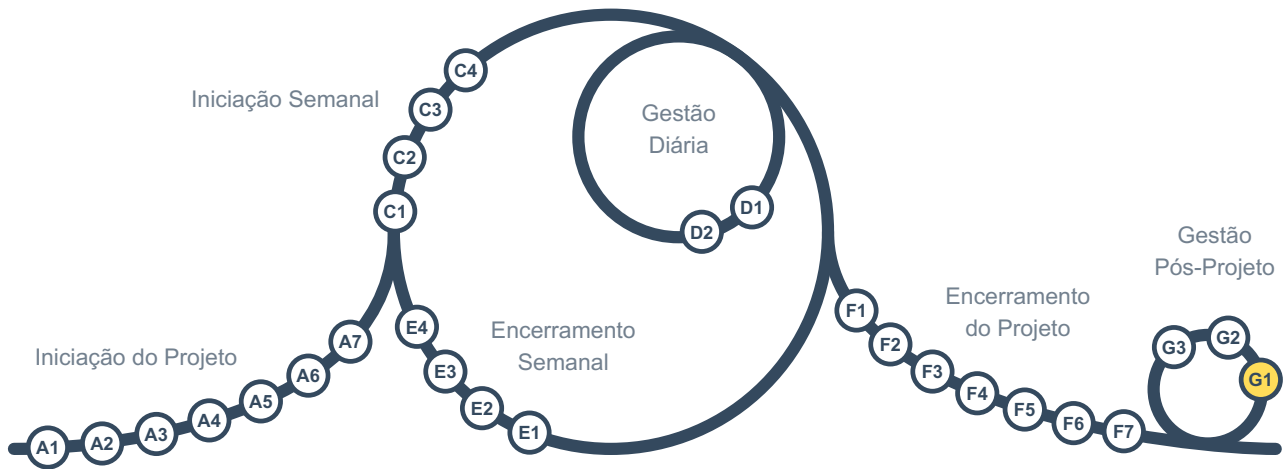 Iniciação do Projeto
A1
A2
A3
A4
A5
A6
A7
Iniciação Semanal
C1
C2
C3
C4
Gestão
Diária
D1
D2
Encerramento
Semanal
E1
E2
E3
E4
Encerramento
do Projeto
F1
F2
F3
F4
F5
F6
F7
Gestão
Pós-Projeto
G1
G2
G3